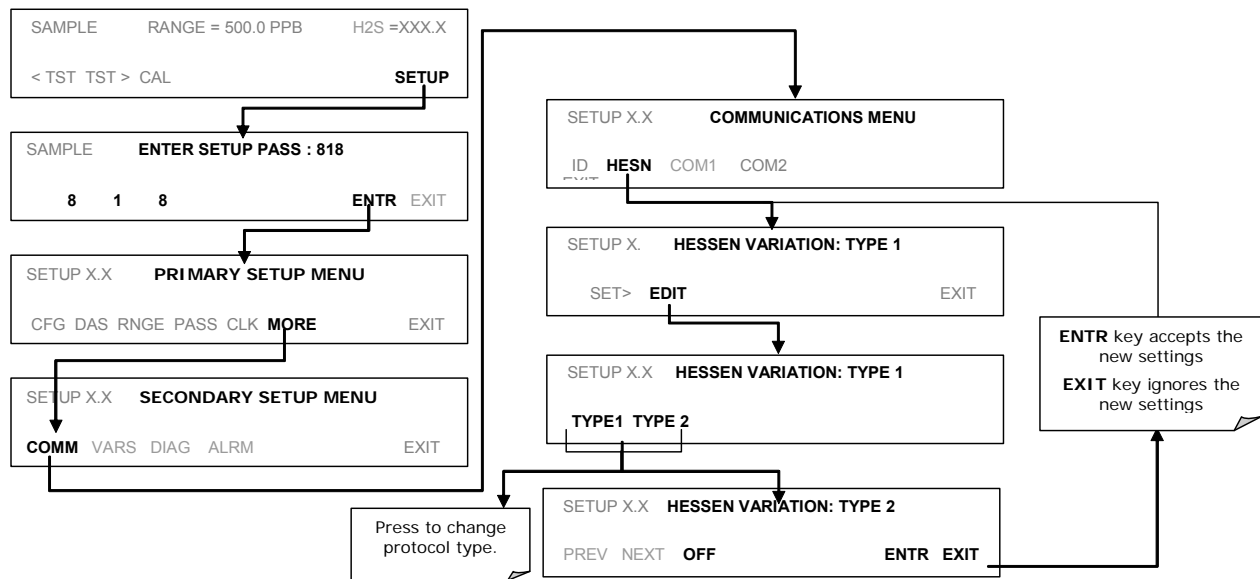 SAMPLE RANGE = 500.0 PPB H2S =XXX.X
< TST TST > CAL SETUP
SAMPLE ENTER SETUP PASS : 818
8 1 8 ENTR EXIT
SETUP X.X PRIMARY SETUP MENU
CFG DAS RNGE PASS CLK MORE EXIT
SETUP X.X SECONDARY SETUP MENU
COMM VARS DIAG ALRM EXIT
SETUP X.X COMMUNICATIONS MENU
ID HESN COM1 COM2
EXIT
SETUP X. HESSEN VARIATION: TYPE 1
SET> EDIT EXIT
SETUP X.X HESSEN VARIATION: TYPE 1
TYPE1 TYPE 2
Press to change
protocol type.
SETUP X.X HESSEN VARIATION: TYPE 2
PREV NEXT OFF ENTR EXIT
ENTR key accepts the
new settings
EXIT key ignores the
new settings